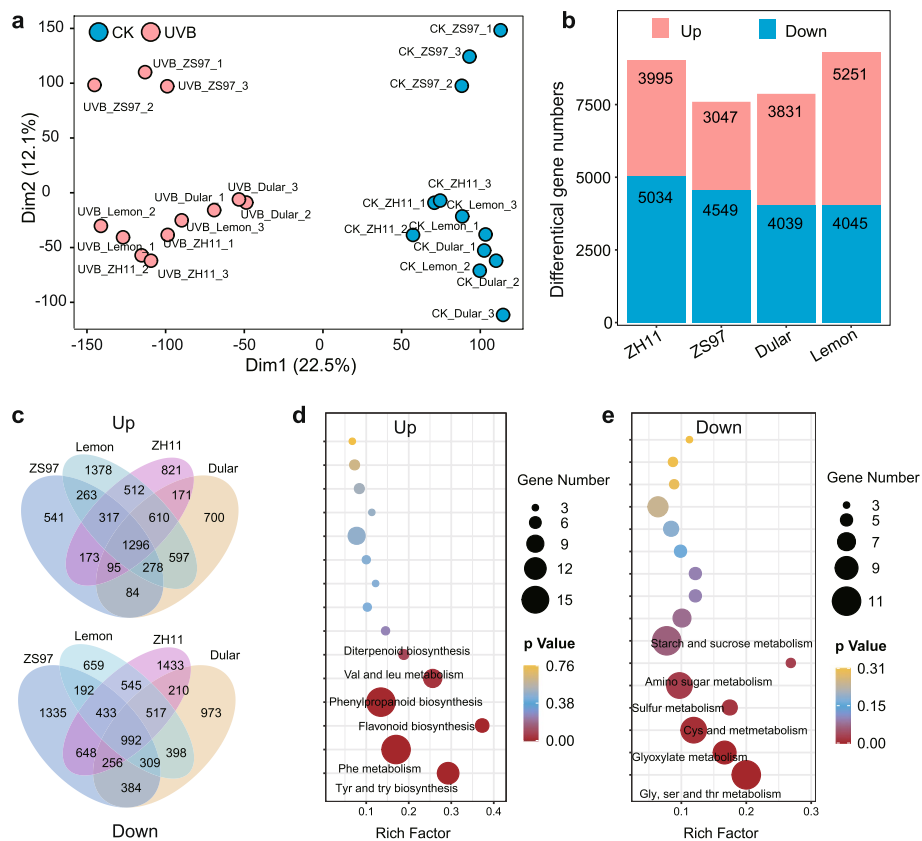 a
CK
UVB
150
100
50
0
-50
-100
Dim2 (12.1%)
CK_ZS97_1
CK_ZS97_3
CK_ZS97_2
UVB_ZS97_1
UVB_ZS97_3
UVB_ZS97_2
UVB_Dular_3
UVB_Dular_1
UVB_Dular_2
UVB_Lemon_2
UVB_Lemon_3
UVB_Lemon_1
UVB_ZH11_1
UVB_ZH11_2
UVB_ZH11_3
CK_ZH11_3
CK_ZH11_1
CK_Lemon_3
CK_ZH11_2
CK_Lemon_1
CK_Dular_1
CK_Lemon_2
CK_Dular_2
CK_Dular_3
-150
-100
-50
0
50
100
Dim1 (22.5%)
b
Up
Down
Differentical gene numbers
7500
5000
2500
0
3995
3047
3831
5251
5034
4549
4039
4045
ZH11
ZS97
Dular
Lemon
c
Up
Lemon
ZH11
ZS97
Dular
1378
821
263
512
171
541
317
610
700
1296
173
95
278
597
84
Lemon
ZH11
ZS97
Dular
659
1433
192
545
210
1335
433
517
973
992
648
256
309
398
384
Down
d
Up
Diterpenoid biosynthesis
Val and leu metabolism
Phenylpropanoid biosynthesis
Flavonoid biosynthesis
Phe metabolism
Tyr and try biosynthesis
0.1
0.2
0.3
0.4
Rich Factor
Gene Number
3
6
9
12
15
p Value
0.76
0.38
0.00
e
Down
Starch and sucrose metabolism
Amino sugar metabolism
Sulfur metabolism
Cys and metmetabolism
Glyoxylate metabolism
Gly, ser and thr metabolism
0.1
0.2
0.3
Rich Factor
Gene Number
3
5
7
9
11
p Value
0.31
0.15
0.00